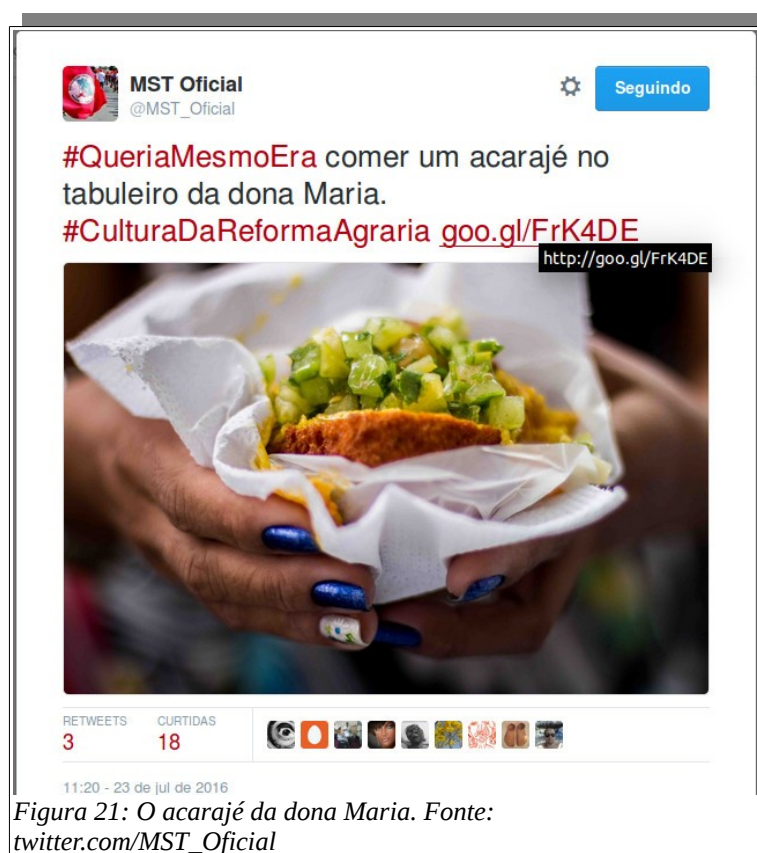 MST Oficial
@MST_Oficial
Seguindo
#QueriaMesmoEra comer um acarajé no
tabuleiro da dona Maria.
#CulturaDaReformaAgraria goo.gl/FrK4DE
http://goo.gl/FrK4DE
RETWEETS CURTIDAS
3 18
11:20 - 23 de jul de 2016
Figura 21: O acarajé da dona Maria. Fonte:
twitter.com/MST_Oficial